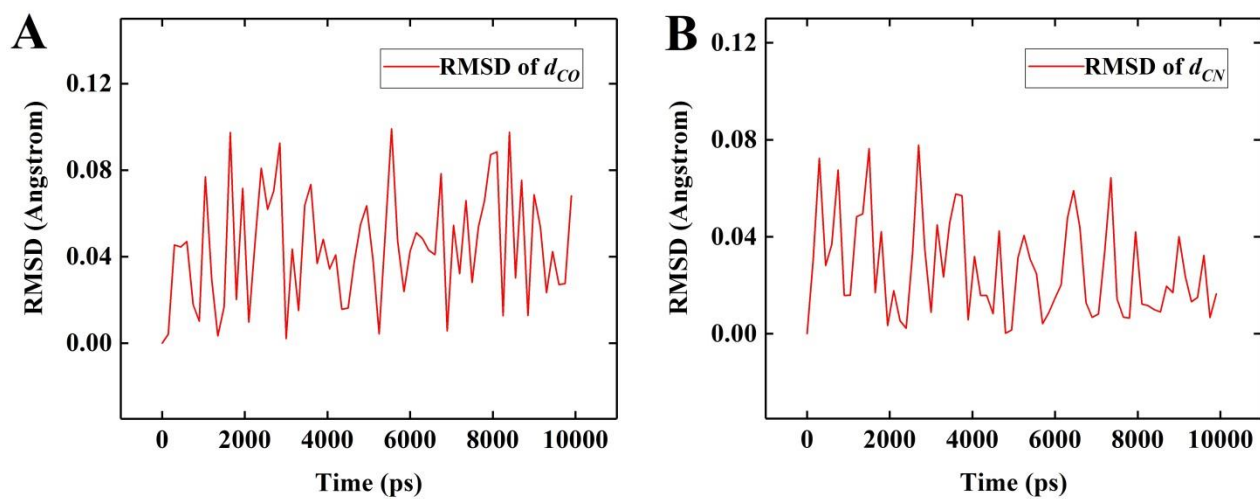 A
RMSD of d_CO
0.12
0.08
0.04
0.00
RMSD (Angstrom)
0 2000 4000 6000 8000 10000
Time (ps)
B
RMSD of d_CN
0.12
0.08
0.04
0.00
RMSD (Angstrom)
0 2000 4000 6000 8000 10000
Time (ps)